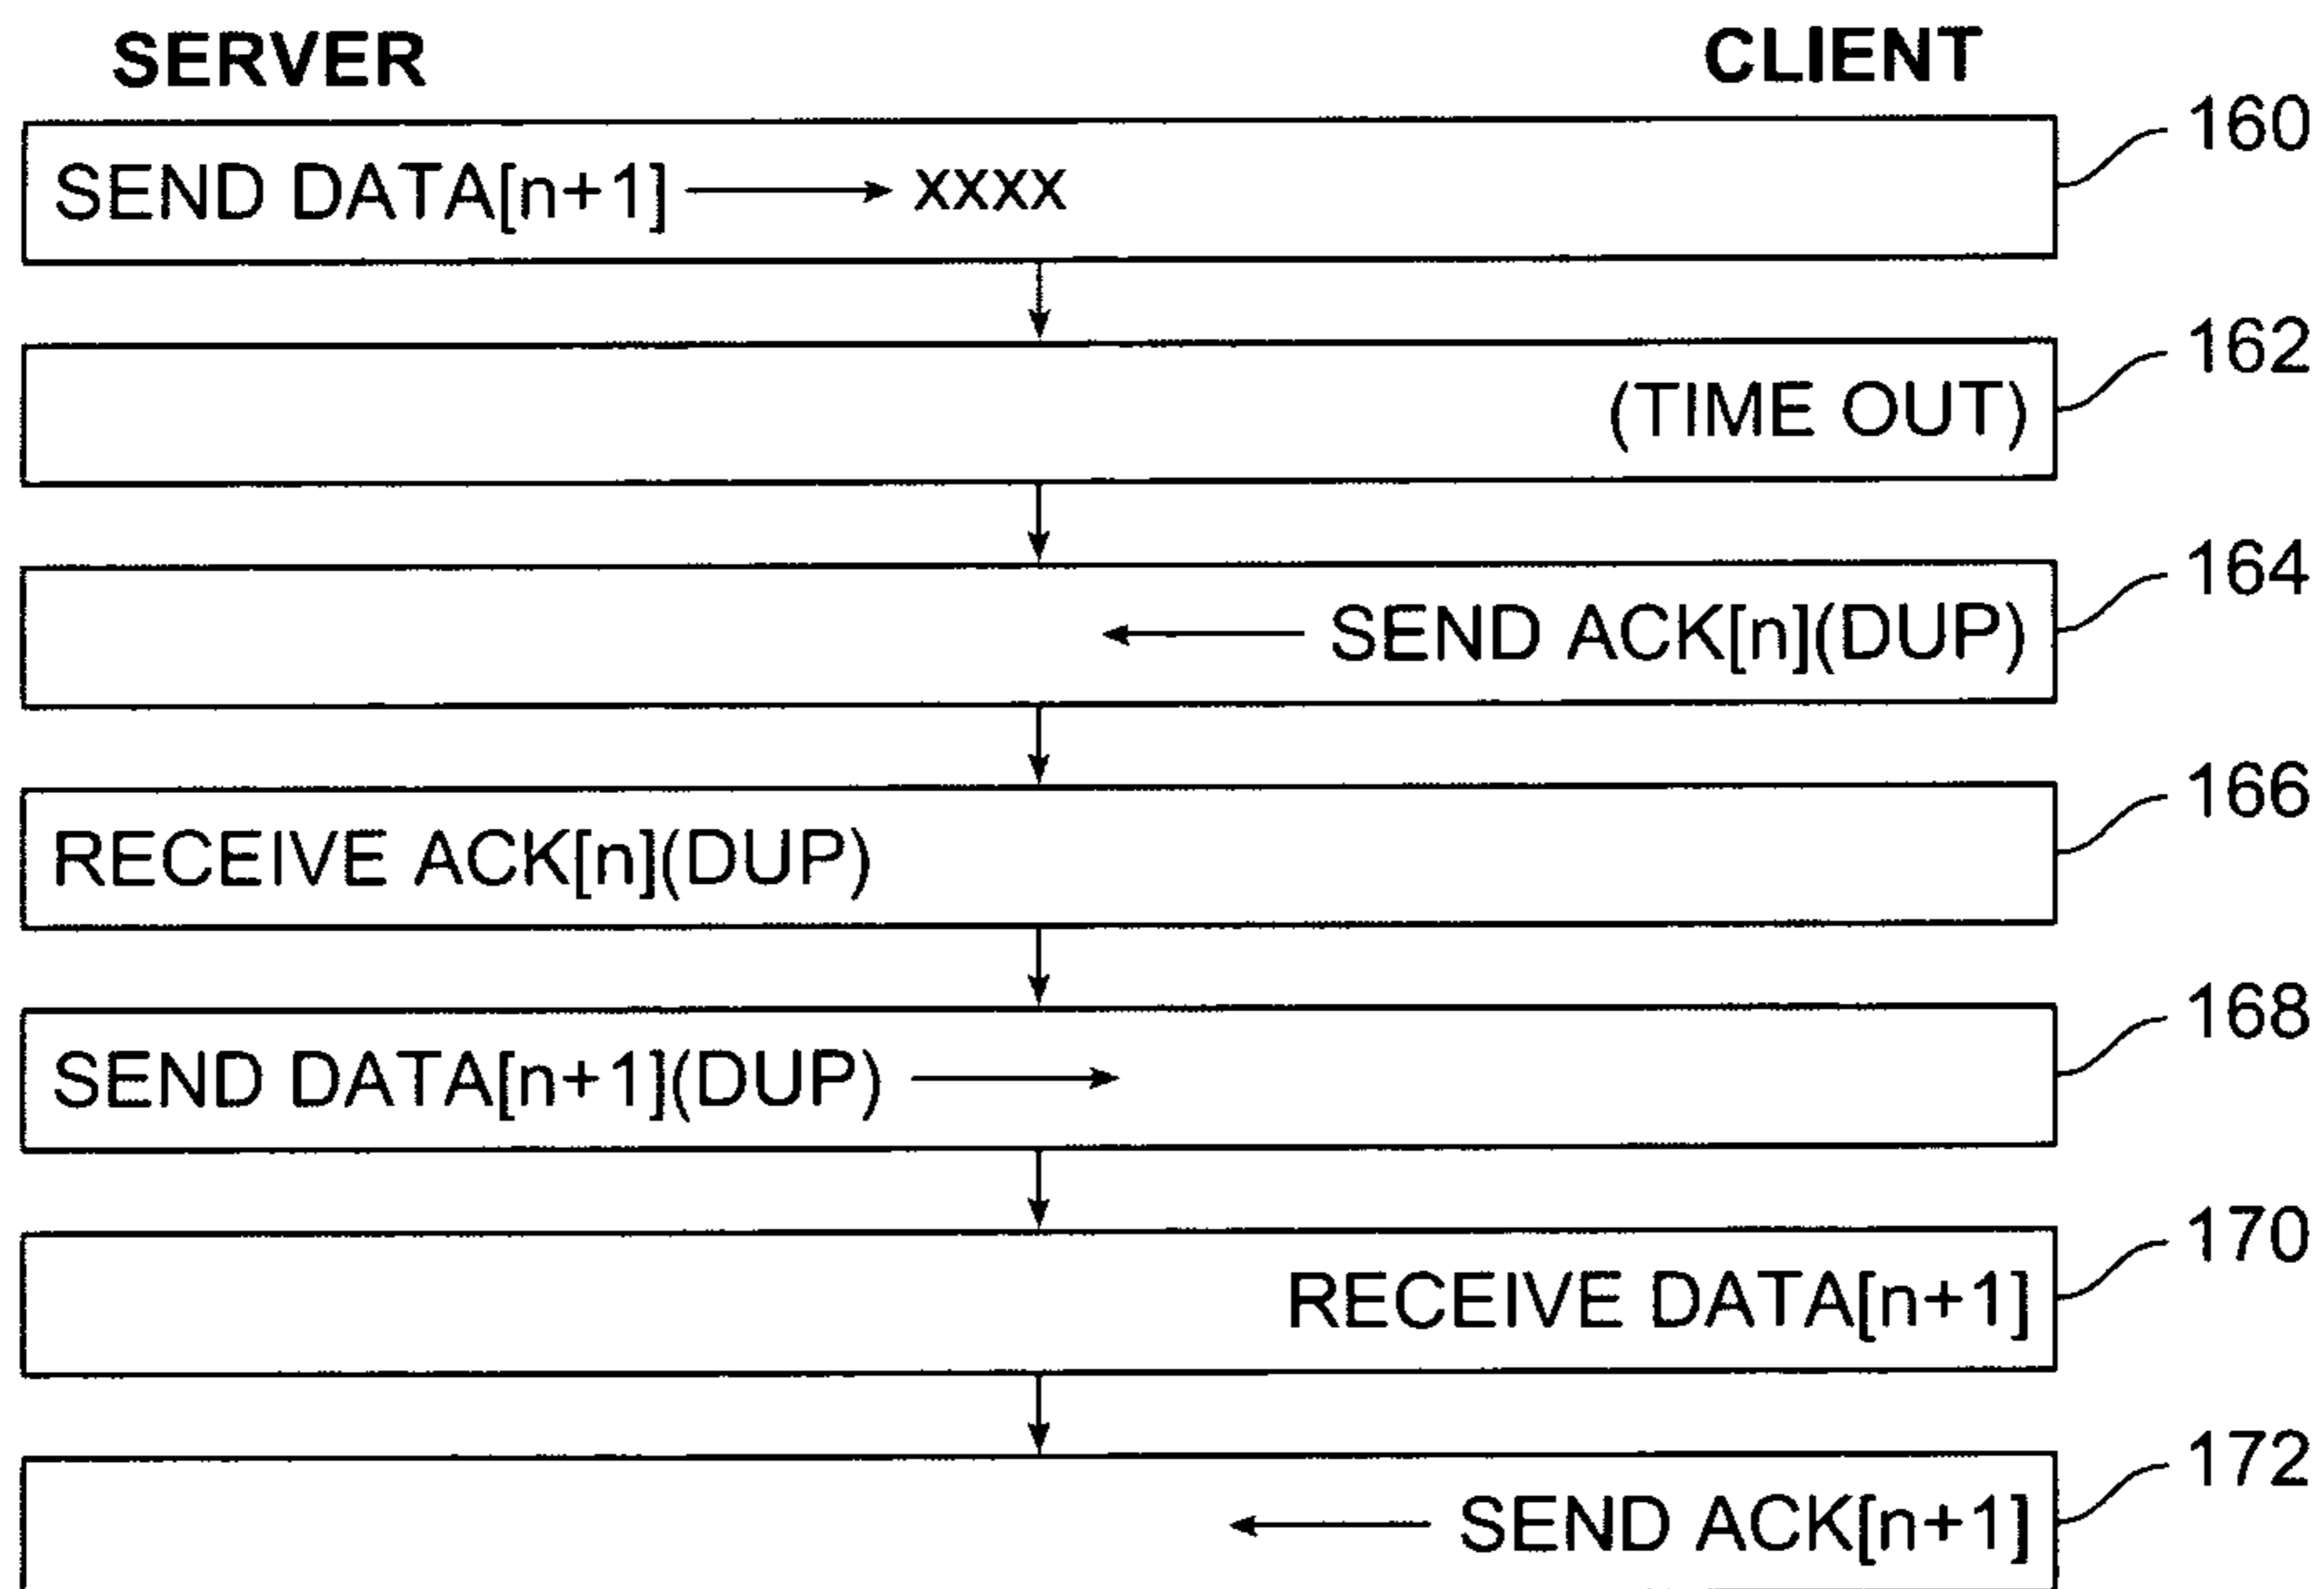 SERVER CLIENT
160
SEND DATA[n+1] xxxx
162
(TIME OUT)
164
SEND ACK[n](DUP)
166
RECEIVE ACK[n](DUP)
168
SEND DATA[n+1](DUP)
170
RECEIVE DATA[n+1]
172
SEND ACK[n+1]